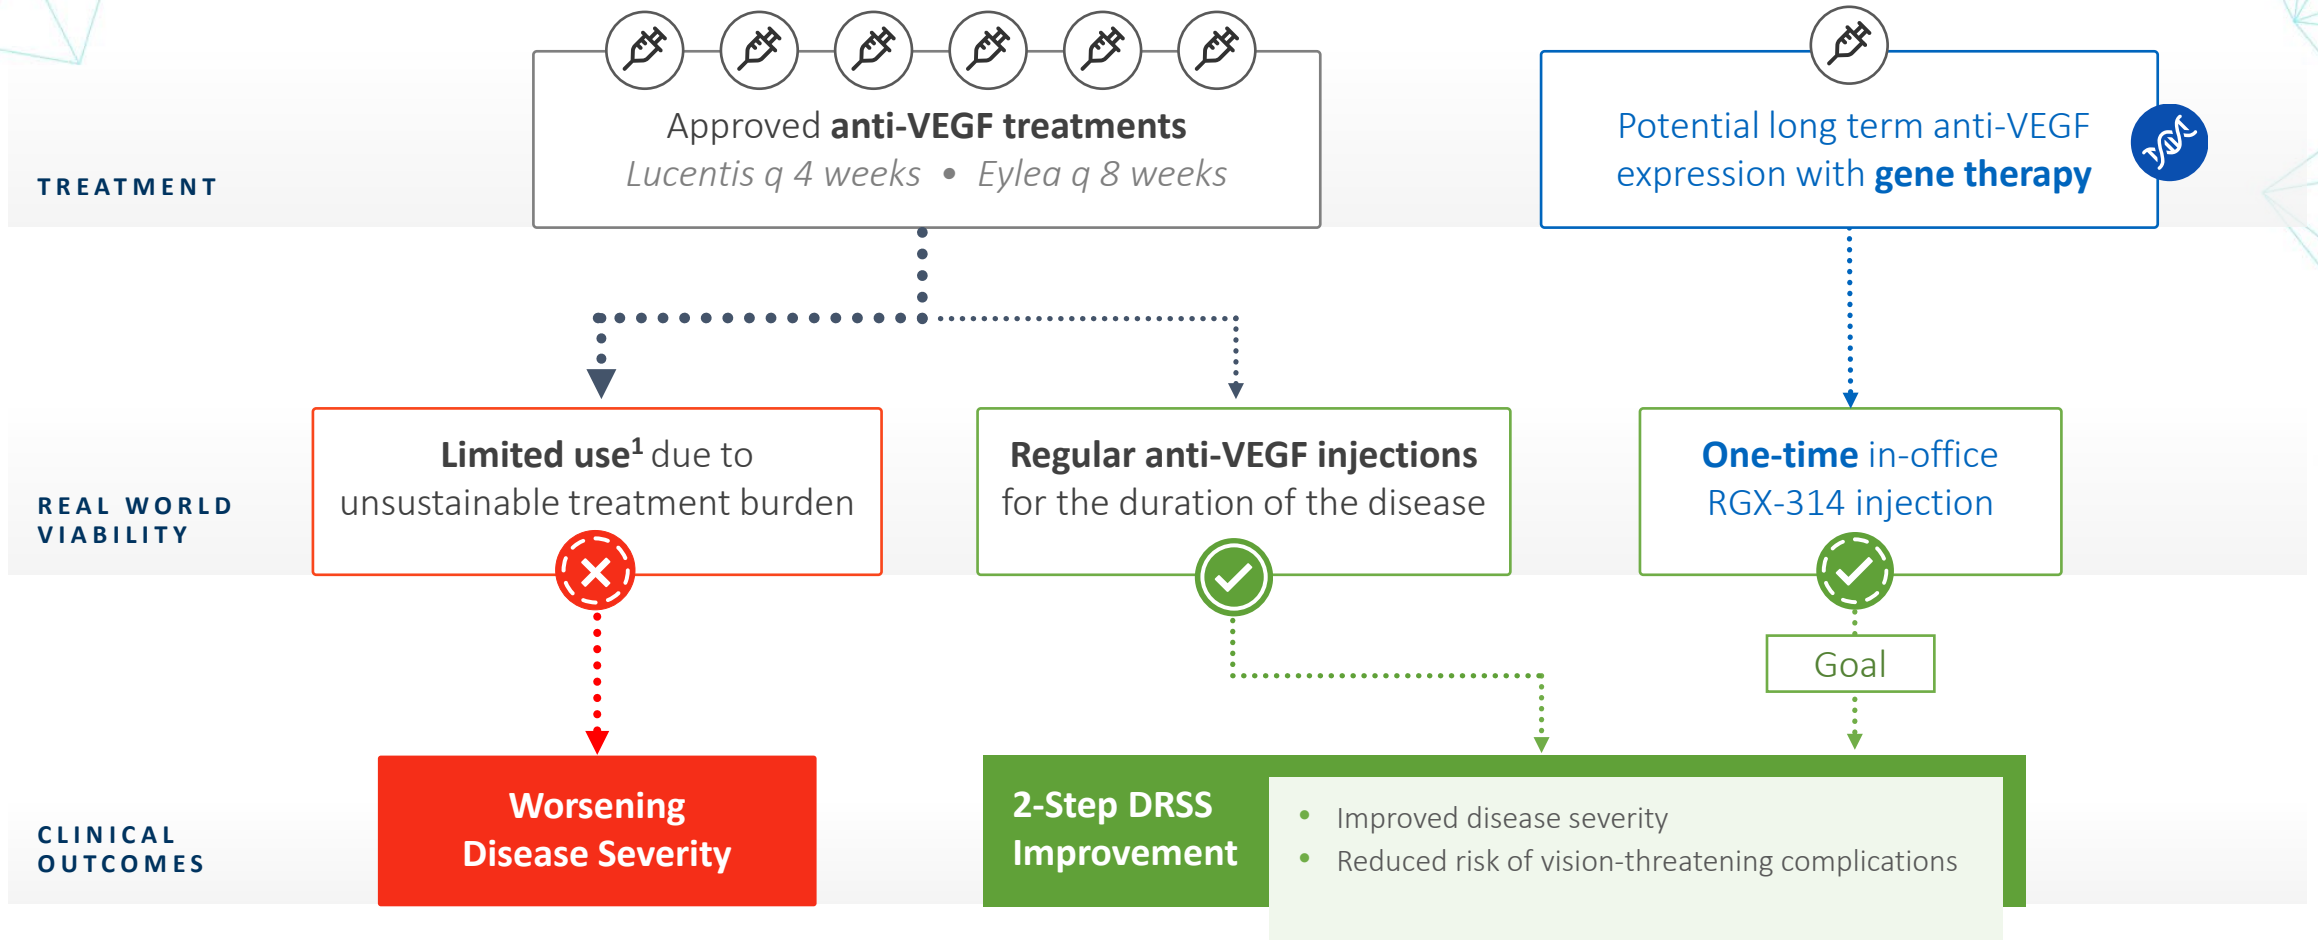 TREATMENT
Approved anti-VEGF treatments
Lucentis q 4 weeks • Eylea q 8 weeks
Potential long term anti-VEGF
expression with gene therapy
REAL WORLD
VIABILITY
Limited use1 due to
unsustainable treatment burden
Regular anti-VEGF injections
for the duration of the disease
One-time in-office
RGX-314 injection
Goal
CLINICAL
OUTCOMES
Worsening
Disease Severity
2-Step DRSS
Improvement
• Improved disease severity
• Reduced risk of vision-threatening complications